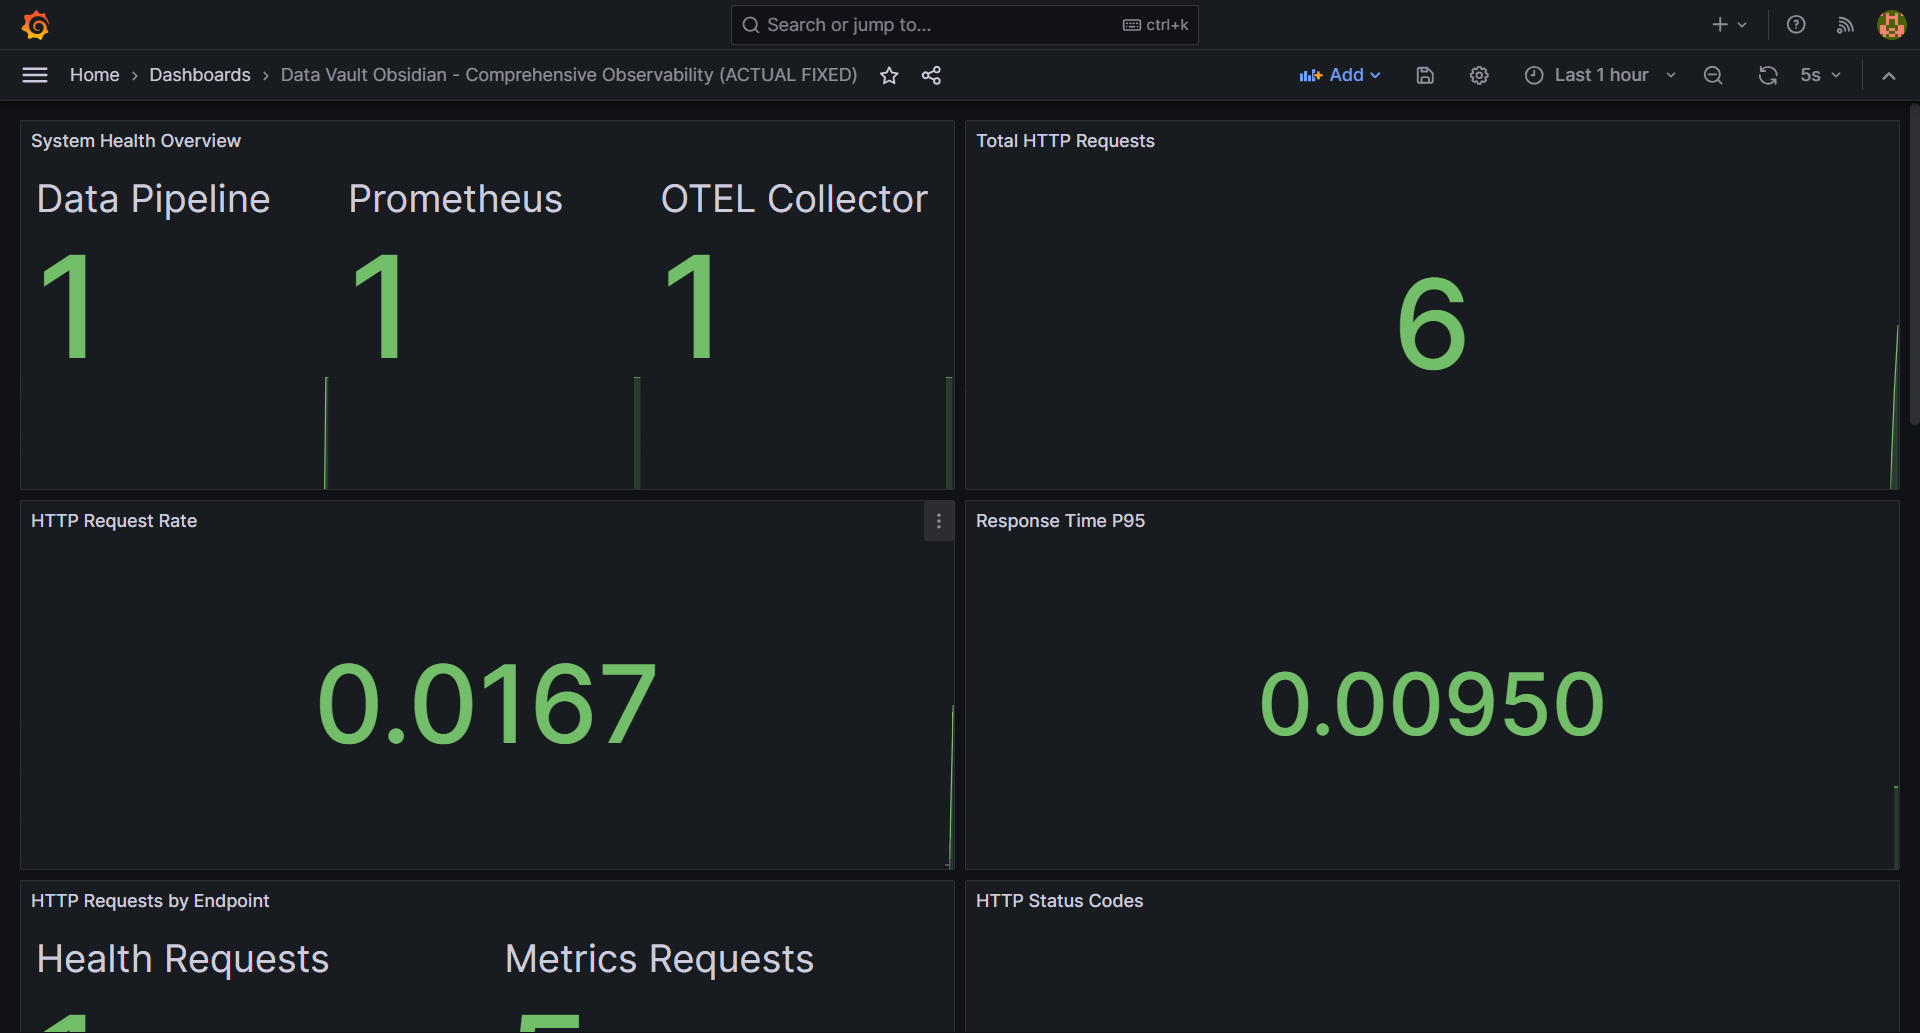 Search or jump to...
ctrl+k
Home › Dashboards › Data Vault Obsidian - Comprehensive Observability (ACTUAL FIXED)
Add
Last 1 hour
5s
System Health Overview
Data Pipeline
1
Prometheus
1
OTEL Collector
1
Total HTTP Requests
6
HTTP Request Rate
0.0167
Response Time P95
0.00950
HTTP Requests by Endpoint
Health Requests
Metrics Requests
HTTP Status Codes